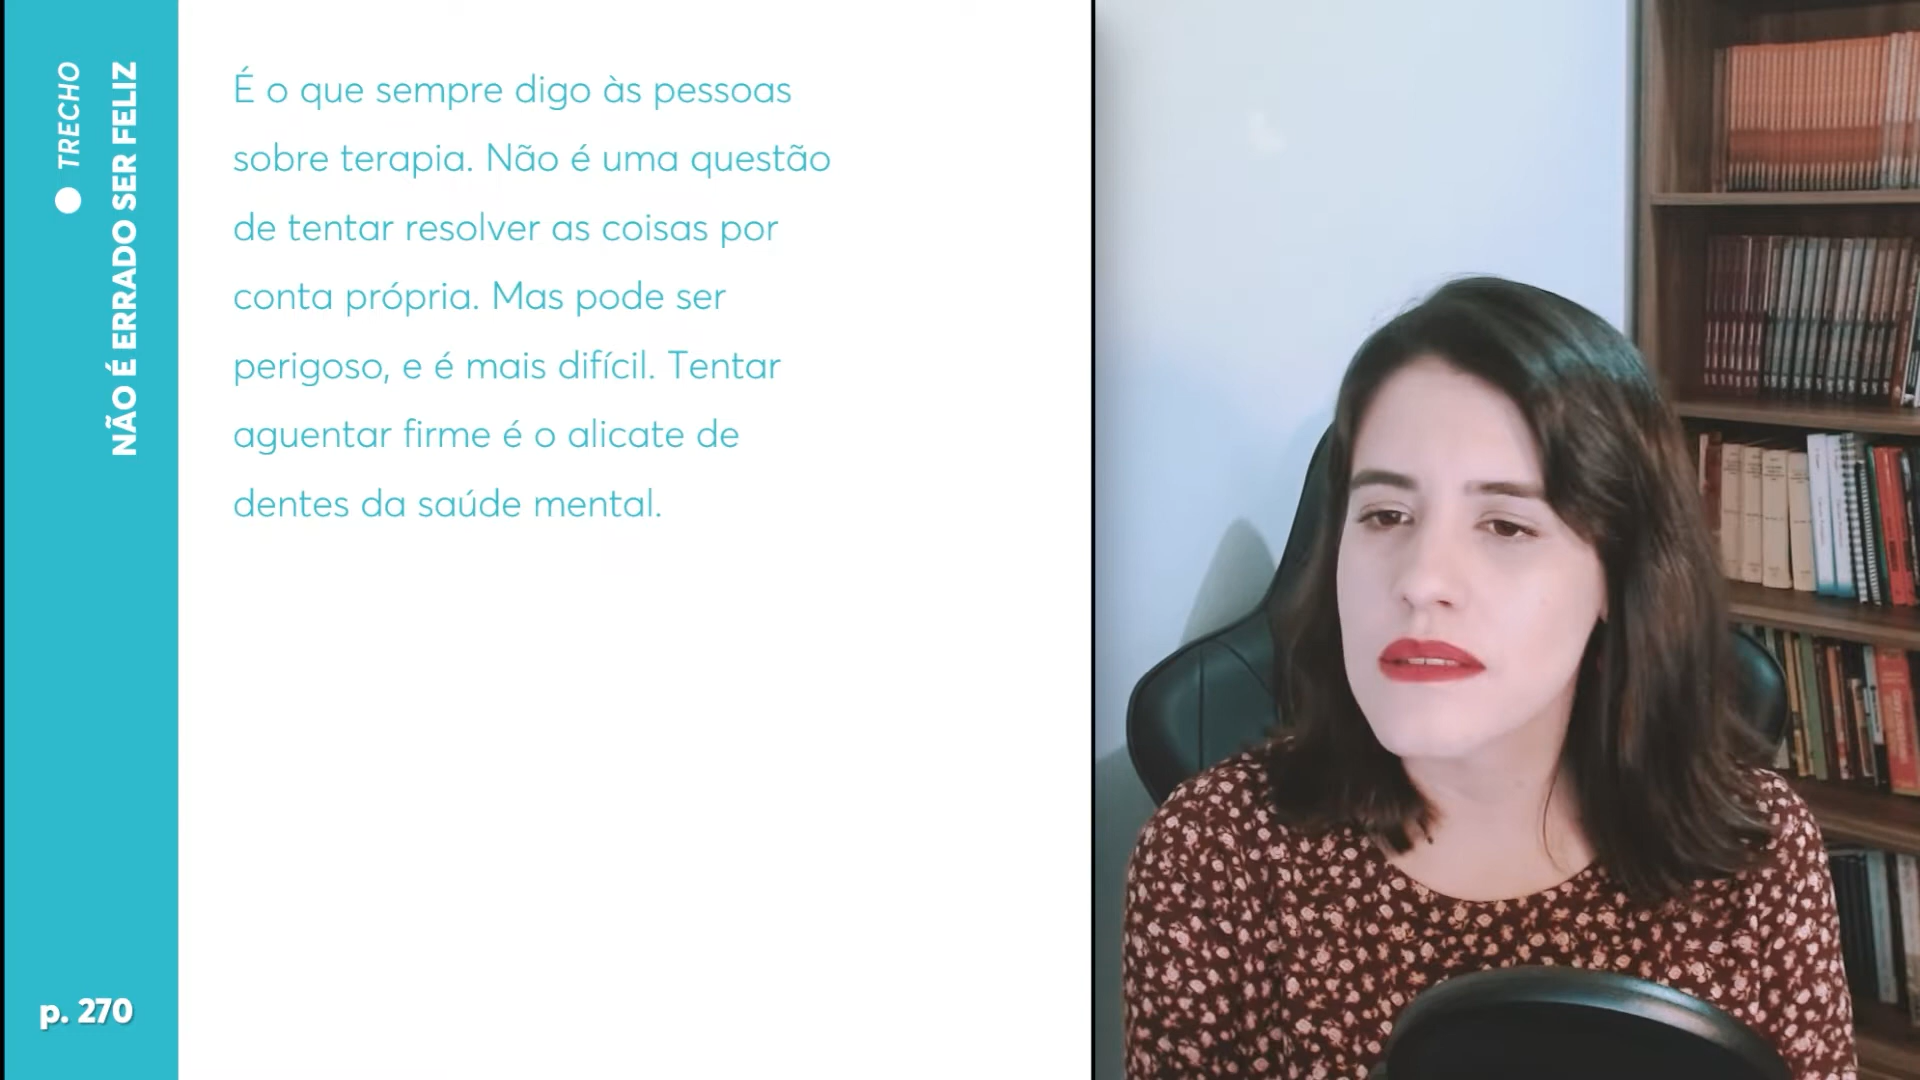 TRECHO
NÃO É ERRADO SER FELIZ
É o que sempre digo às pessoas
sobre terapia. Não é uma questão
de tentar resolver as coisas por
conta própria. Mas pode ser
perigoso, e é mais difícil. Tentar
aguentar firme é o alicate de
dentes da saúde mental.
p. 270